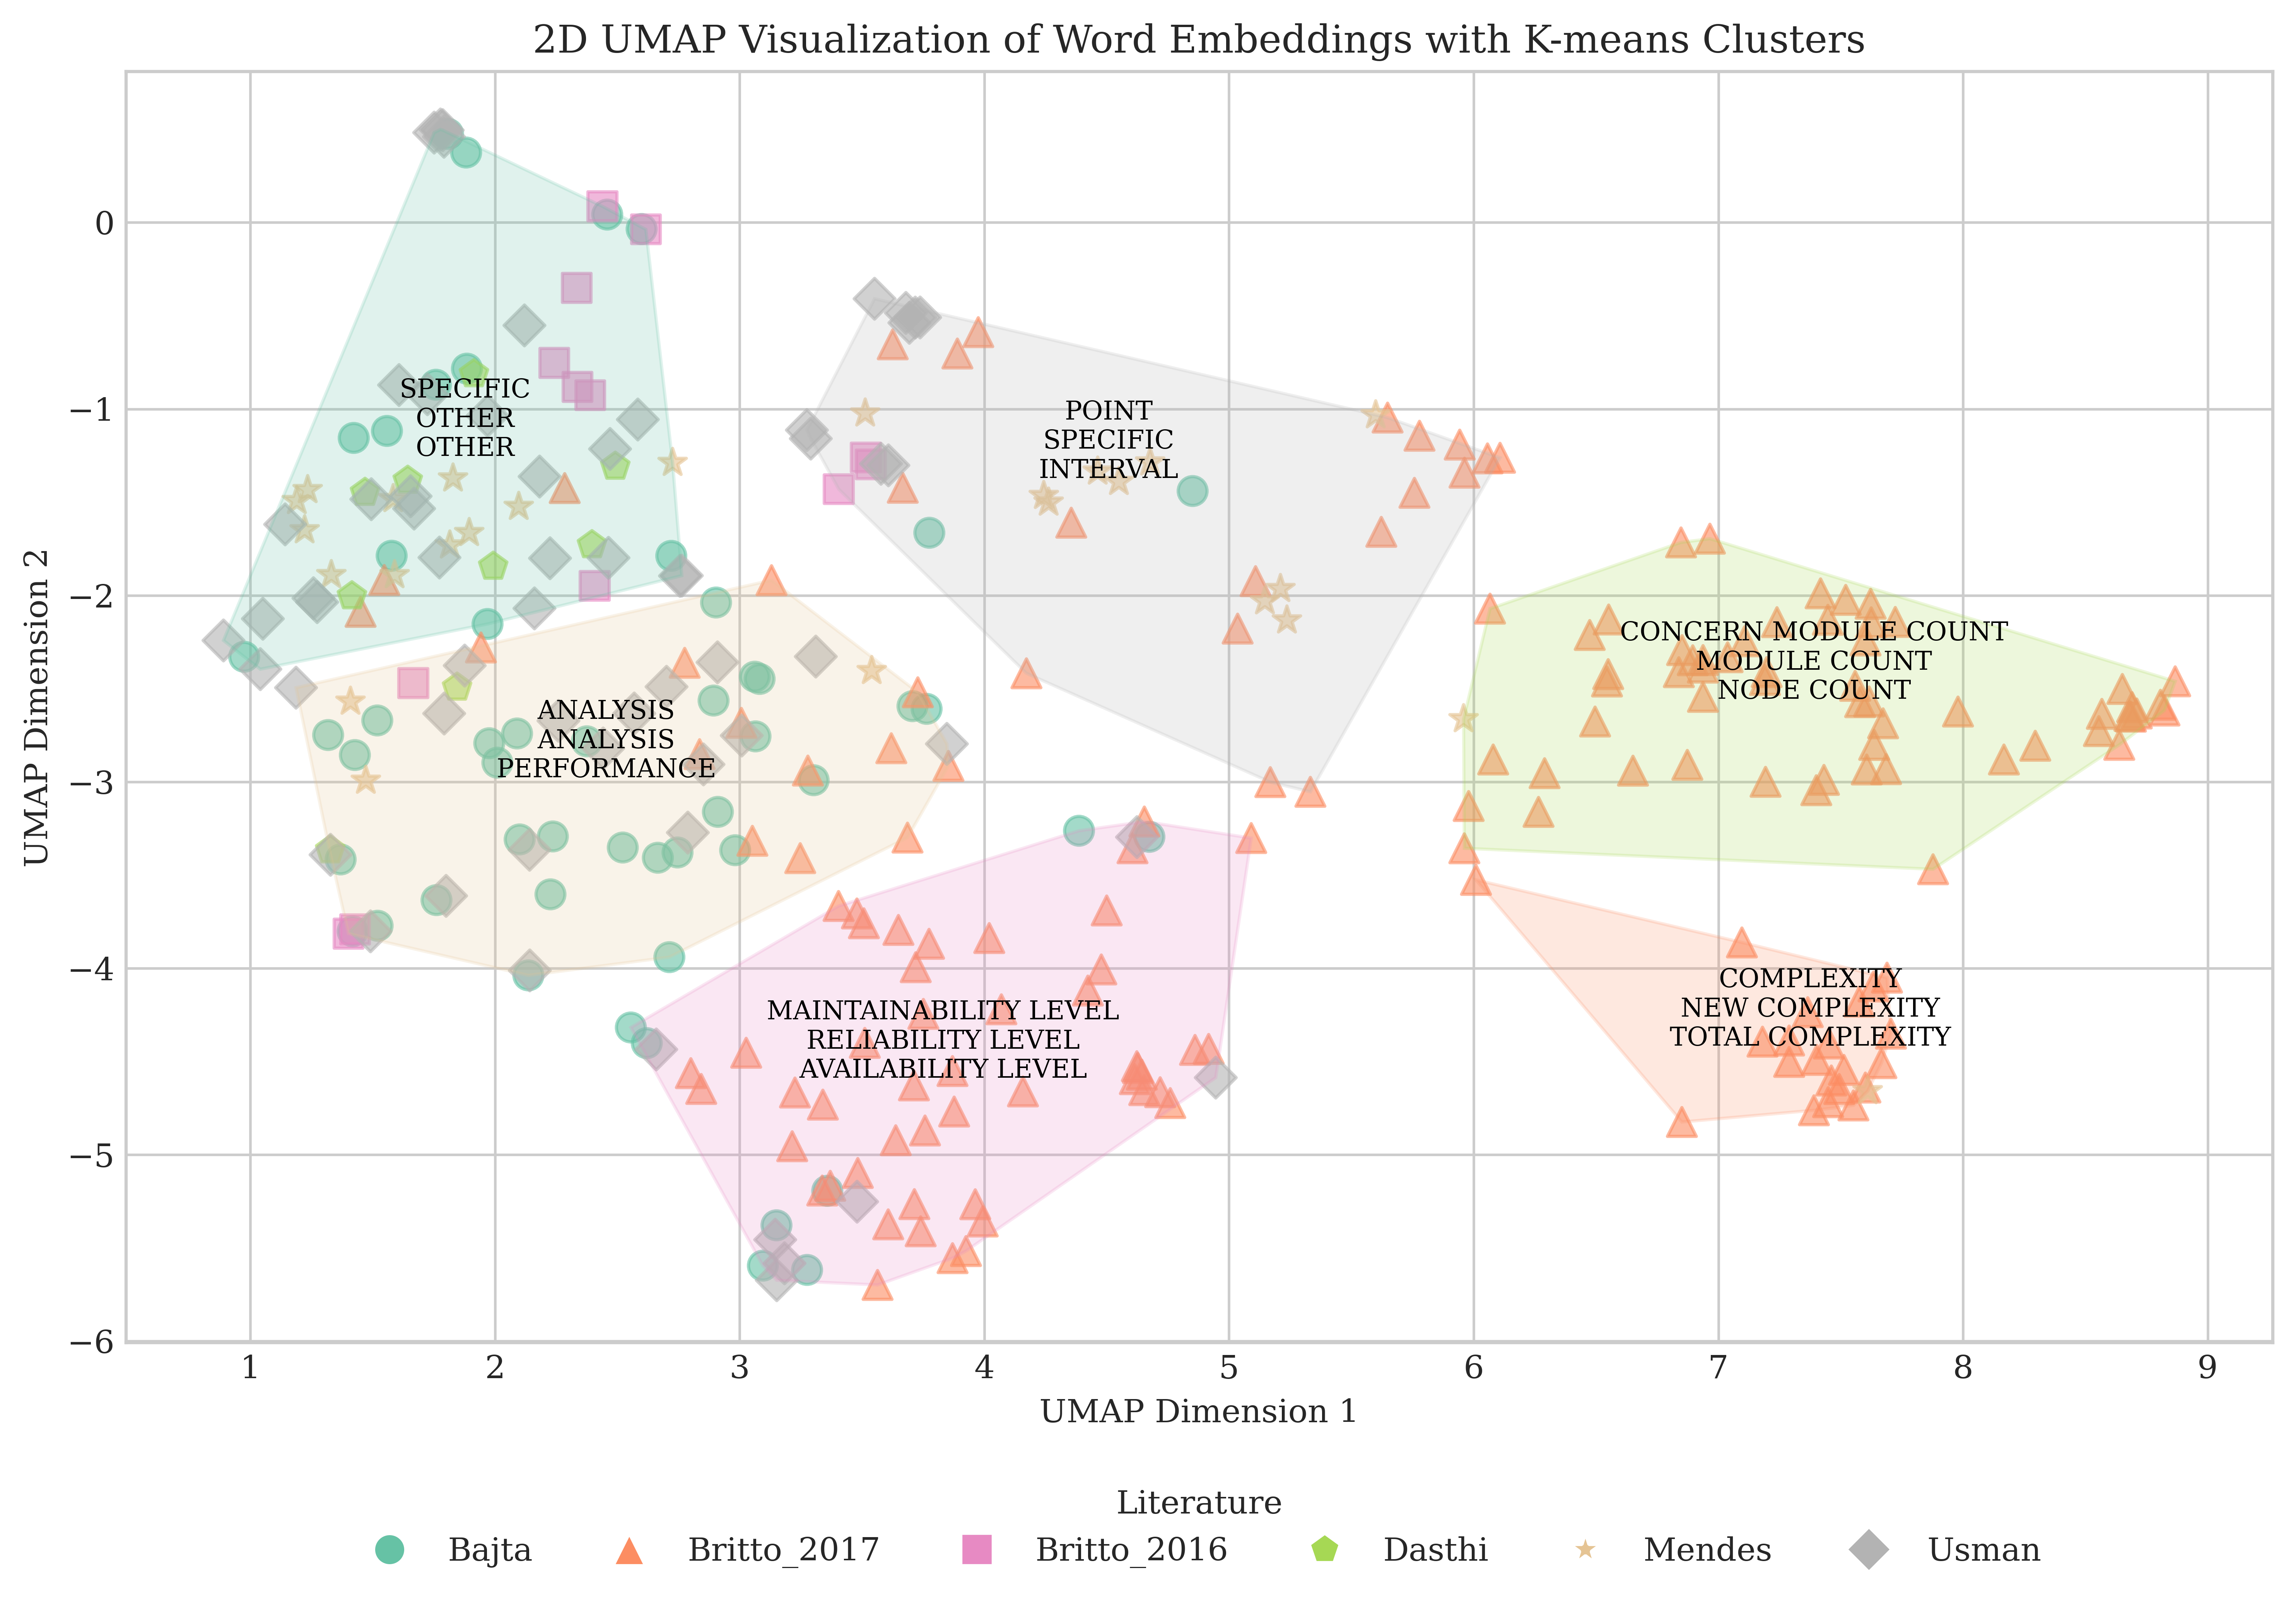 2D UMAP Visualization of Word Embeddings with K-means Clusters
UMAP Dimension 2
0
−1
−2
−3
−4
−5
−6
SPECIFIC
OTHER
OTHER
POINT
SPECIFIC
INTERVAL
CONCERN MODULE COUNT
MODULE COUNT
NODE COUNT
ANALYSIS
ANALYSIS
PERFORMANCE
MAINTAINABILITY LEVEL
RELIABILITY LEVEL
AVAILABILITY LEVEL
COMPLEXITY
NEW COMPLEXITY
TOTAL COMPLEXITY
1 2 3 4 5 6 7 8 9
UMAP Dimension 1
Literature
Bajta Britto_2017 Britto_2016 Dasthi Mendes Usman